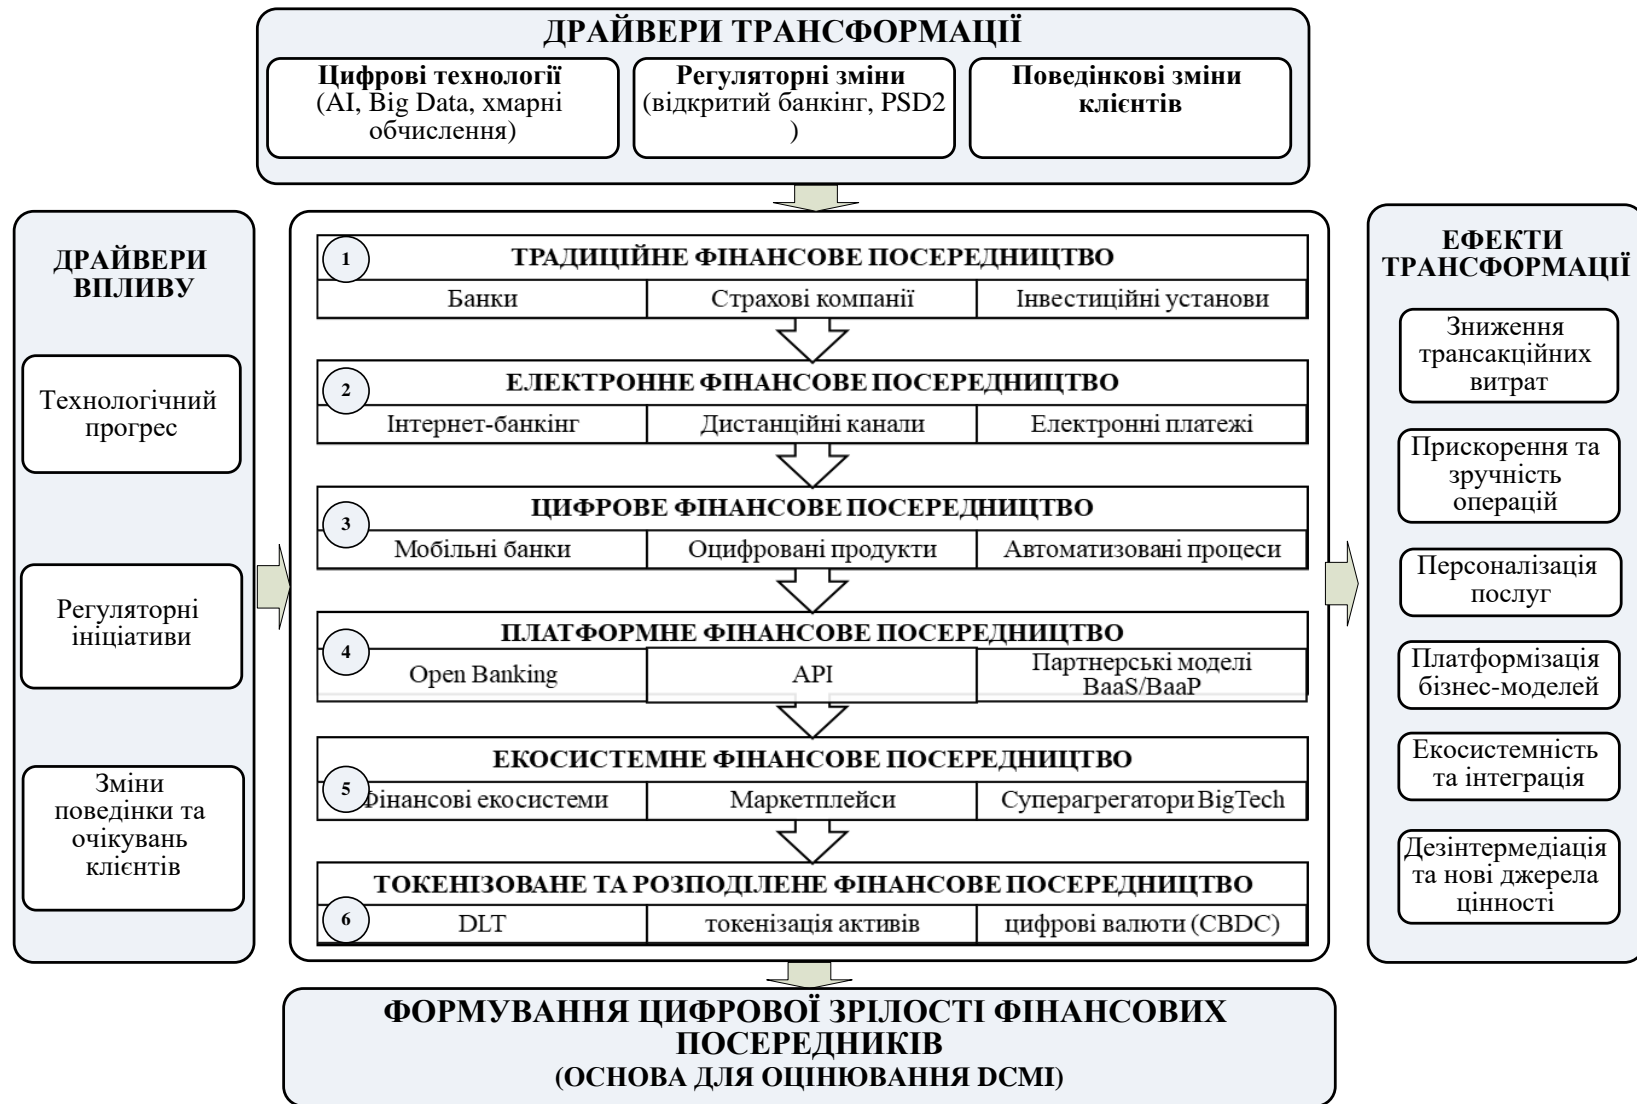 ДРАЙВЕРИ ТРАНСФОРМАЦІЇ
Цифрові технології
(AI, Big Data, хмарні
обчислення)
Регуляторні зміни
(відкритий банкінг, PSD2
)
Поведінкові зміни
клієнтів
ДРАЙВЕРИ
ВПЛИВУ
Технологічний
прогрес
Регуляторні
ініціативи
Зміни
поведінки та
очікувань
клієнтів
1
ТРАДИЦІЙНЕ ФІНАНСОВЕ ПОСЕРЕДНИЦТВО
Банки
Страхові компанії
Інвестиційні установи
2
ЕЛЕКТРОННЕ ФІНАНСОВЕ ПОСЕРЕДНИЦТВО
Інтернет-банкінг
Дистанційні канали
Електронні платежі
3
ЦИФРОВЕ ФІНАНСОВЕ ПОСЕРЕДНИЦТВО
Мобільні банки
Оцифровані продукти
Автоматизовані процеси
4
ПЛАТФОРМНЕ ФІНАНСОВЕ ПОСЕРЕДНИЦТВО
Open Banking
API
Партнерські моделі
BaaS/BaaP
5
ЕКОСИСТЕМНЕ ФІНАНСОВЕ ПОСЕРЕДНИЦТВО
Фінансові екосистеми
Маркетплейси
Суперагрегатори BigTech
6
ТОКЕНІЗОВАНЕ ТА РОЗПОДІЛЕНЕ ФІНАНСОВЕ ПОСЕРЕДНИЦТВО
DLT
токенізація активів
цифрові валюти (CBDC)
ЕФЕКТИ
ТРАНСФОРМАЦІЇ
Зниження
трансакційних
витрат
Прискорення та
зручність
операцій
Персоналізація
послуг
Платформізація
бізнес-моделей
Екосистемність
та інтеграція
Дезінтермедіація
та нові джерела
цінності
ФОРМУВАННЯ ЦИФРОВОЇ ЗРІЛОСТІ ФІНАНСОВИХ
ПОСЕРЕДНИКІВ
(ОСНОВА ДЛЯ ОЦІНЮВАННЯ DCMI)